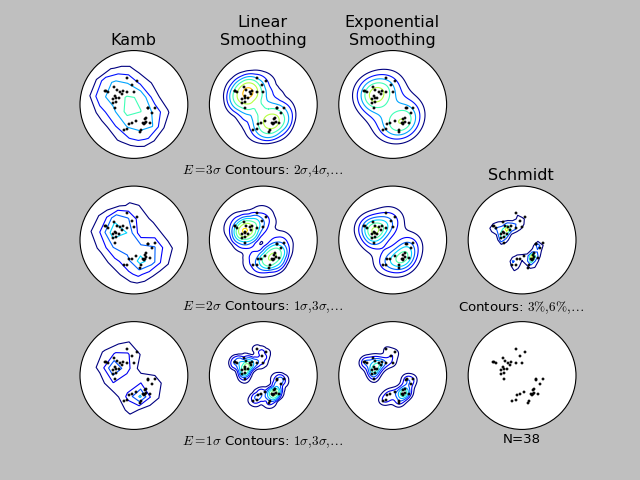 Kamb
Linear
Smoothing
Exponential
Smoothing
E=3σ Contours: 2σ,4σ,...
Schmidt
E=2σ Contours: 1σ,3σ,...
Contours: 3%,6%,...
E=1σ Contours: 1σ,3σ,...
N=38